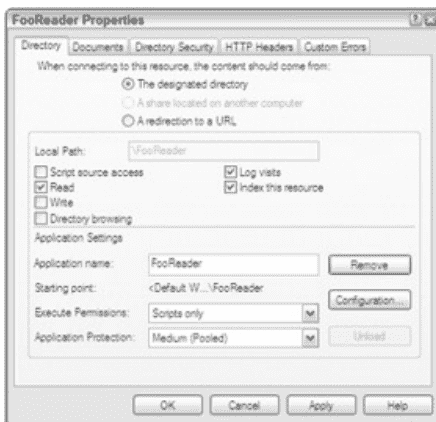 FooReader Properties
Directory Documents Directory Security HTTP Headers Custom Errors
When connecting to this resource, the content should come from:
The designated directory
A share located on another computer
A redirection to a URL
Local Path: \FooReader
Script source access Log visits
Read Index this resource
Write
Directory browsing
Application Settings
Application name: FooReader Remove
Starting point: <Default W...\FooReader
Configuration...
Execute Permissions: Scripts only
Application Protection: Medium (Pooled) Unload
OK Cancel Apply Help